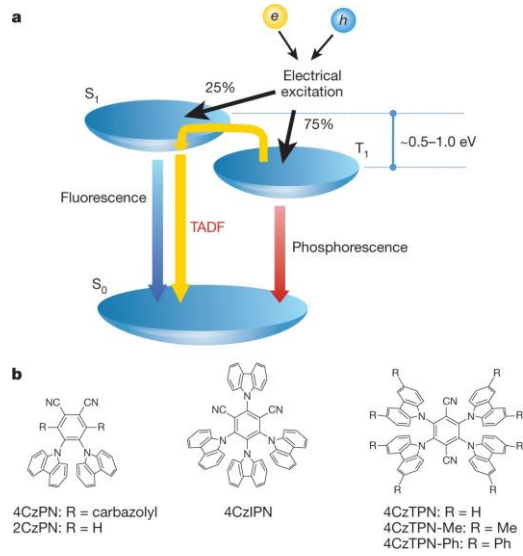 a
e
h
Electrical
excitation
25%
75%
S1
T1
~0.5–1.0 eV
Fluorescence
TADF
Phosphorescence
S0
b
NC
CN
R
R
N
N
4CzPN: R = carbazolyl
2CzPN: R = H
N
NC
CN
N
N
N
4CzIPN
R
R
R
CN
R
N
N
N
N
R
CN
R
R
R
4CzTPN: R = H
4CzTPN-Me: R = Me
4CzTPN-Ph: R = Ph